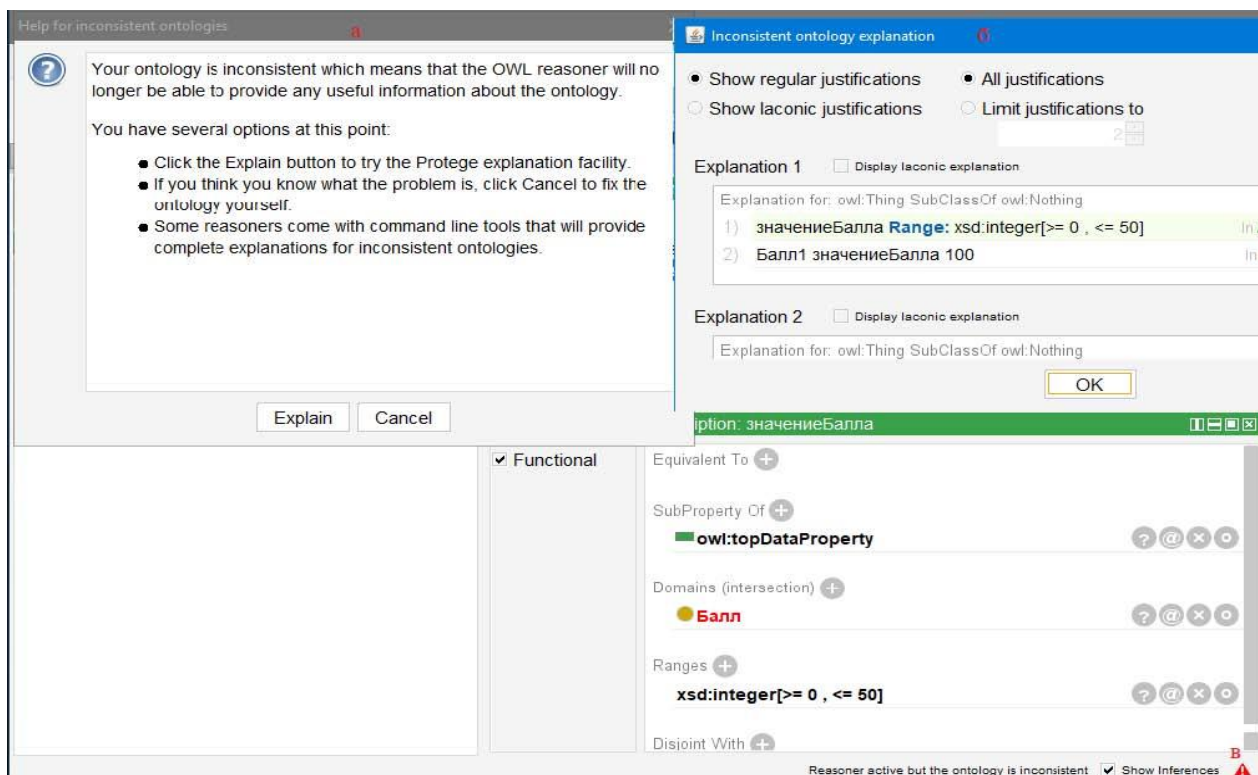 Help for inconsistent ontologies
а
Your ontology is inconsistent which means that the OWL reasoner will no
longer be able to provide any useful information about the ontology.
You have several options at this point:
Click the Explain button to try the Protege explanation facility.
If you think you know what the problem is, click Cancel to fix the
ontology yourself.
Some reasoners come with command line tools that will provide
complete explanations for inconsistent ontologies.
Explain Cancel
Inconsistent ontology explanation
б
Show regular justifications All justifications
Show laconic justifications Limit justifications to
2
Explanation 1 Display laconic explanation
Explanation for: owl:Thing SubClassOf owl:Nothing
1) значениеБалла Range: xsd:integer[>= 0 , <= 50] In
2) Балл1 значениеБалла 100 In
Explanation 2 Display laconic explanation
Explanation for: owl:Thing SubClassOf owl:Nothing
OK
iption: значениеБалла
Functional
Equivalent To
SubProperty Of
owl:topDataProperty
Domains (intersection)
Балл
Ranges
xsd:integer[>= 0 , <= 50]
Disjoint With
в
Reasoner active but the ontology is inconsistent Show Inferences